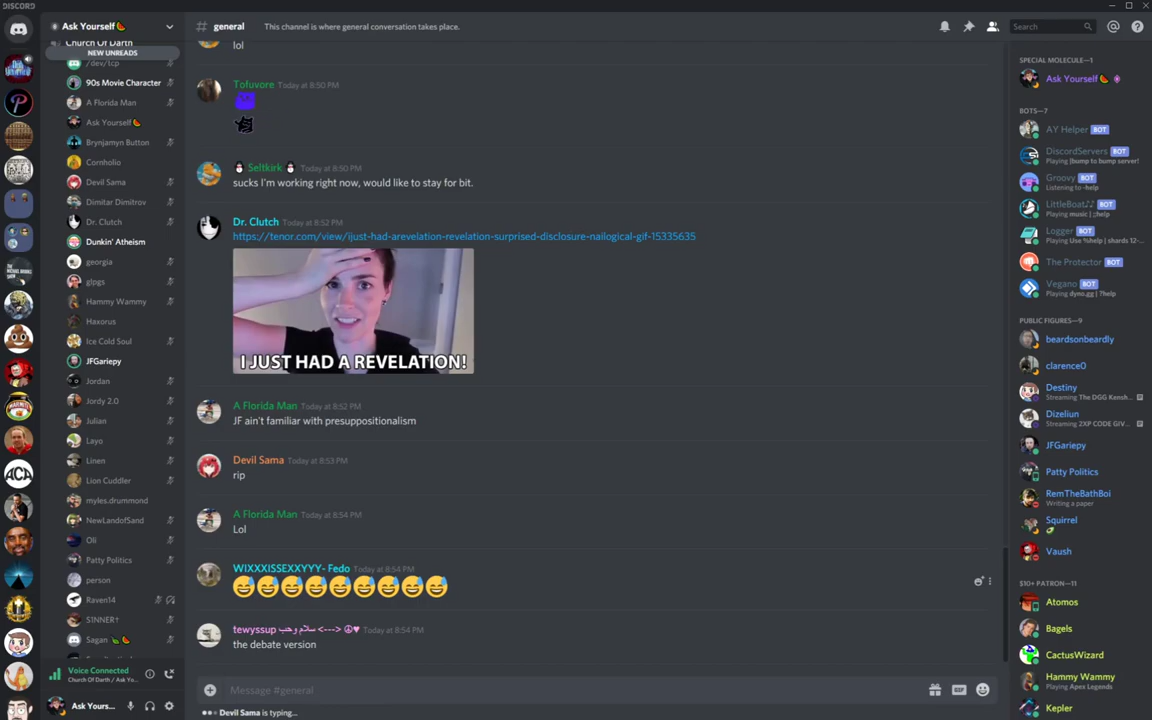 DISCORD
Ask Yourself🍉
Church Of Darth
NEW UNREADS
/dev/tcp
90s Movie Character
A Florida Man
Ask Yourself🍉
Brynjamyn Button
Cornholio
Devil Sama
Dimitar Dimitrov
Dr. Clutch
Dunkin' Atheism
georgia
glpgs
Hammy Wammy
Haxorus
Ice Cold Soul
JFGariepy
Jordan
Jordy 2.0
Julian
Layo
Linen
Lion Cuddler
myles.drummond
NewLandofSand
Oli
Patty Politics
person
Raven14
S1NNER†
Sagan
Voice Connected
Church Of Darth / Ask Yo...
Ask Yours...
# general
This channel is where general conversation takes place.
Search
lol
Tofuvore Today at 8:50 PM
⛄ Seltkirk ⛄ Today at 8:50 PM
sucks I'm working right now, would like to stay for bit.
Dr. Clutch Today at 8:52 PM
https://tenor.com/view/ijust-had-arevelation-revelation-surprised-disclosure-nailogical-gif-15335635
I JUST HAD A REVELATION!
A Florida Man Today at 8:52 PM
JF ain't familiar with presuppositionalism
Devil Sama Today at 8:53 PM
rip
A Florida Man Today at 8:54 PM
Lol
WIXXXISSEXXYYY- Fedo Today at 8:54 PM
😅😅😅😅😅😅😅😅😅
tewyssup سلام وحب <---> ☮♥ Today at 8:54 PM
the debate version
Message #general
GIF
Devil Sama is typing...
SPECIAL MOLECULE—1
Ask Yourself🍉
BOTS—7
AY Helper BOT
DiscordServers BOT
Playing !bump to bump server!
Groovy BOT
Listening to -help
LittleBoat♪♪ BOT
Playing music | ;;help
Logger BOT
Playing Use %help | shards 12-...
The Protector BOT
Vegano BOT
Playing dyno.gg | ?help
PUBLIC FIGURES—9
beardsonbeardly
clarence0
Destiny
Streaming The DGG Kensh...
Dizeliun
Streaming 2XP CODE GIV...
JFGariepy
Patty Politics
RemTheBathBoi
Writing a paper
Squirrel
Vaush
$10+ PATRON—11
Atomos
Bagels
CactusWizard
Hammy Wammy
Playing Apex Legends
Kepler